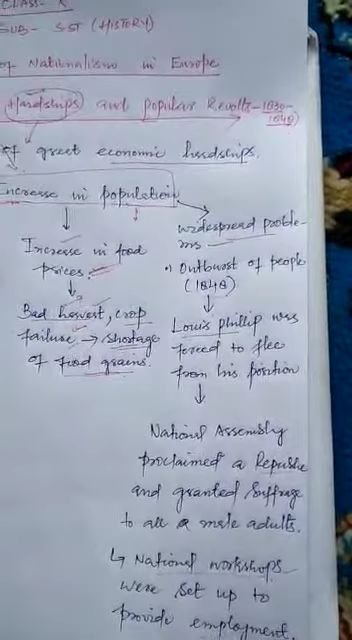 CLASS- X
SUB- SST (HISTORY)
of Nationalism in Europe
Hardships and popular Revolts - 1830-
1848
of greet economic hardships.
Increase in population
Increase in food
prices.
Bad harvest, crop
failure → shortage
of food grains.
widespread proble-
ms -
• Outburst of people
(1848)
Louis phillip was
forced to flee
from his position
National Assembly
proclaimed a Republic
and granted Suffrage
to all a male adults.
↳ National workshops
were set up to
provide employment